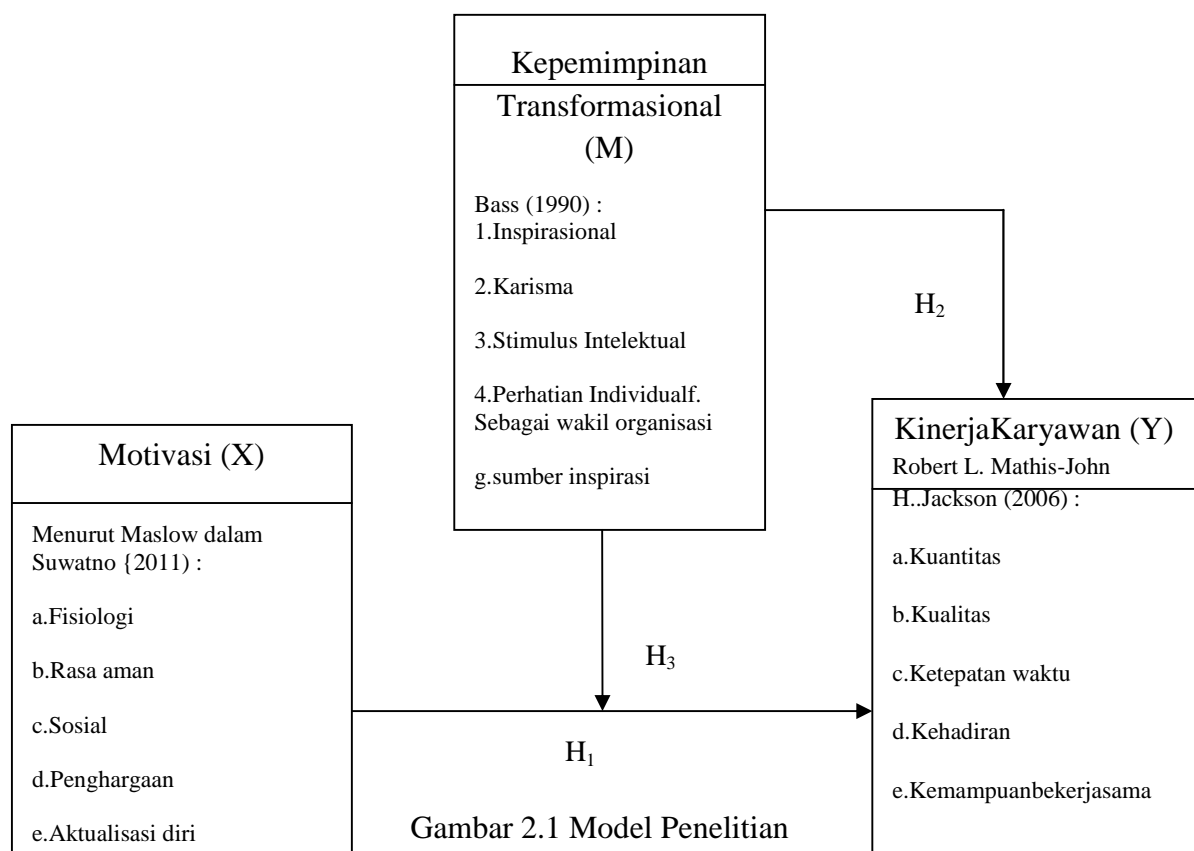 Kepemimpinan
Transformasional
(M)
Bass (1990) :
1.Inspirasional
2.Karisma
3.Stimulus Intelektual
4.Perhatian Individualf.
Sebagai wakil organisasi
g.sumber inspirasi
H₂
Motivasi (X)
Menurut Maslow dalam
Suwatno {2011) :
a.Fisiologi
b.Rasa aman
c.Sosial
d.Penghargaan
e.Aktualisasi diri
H₃
H₁
KinerjaKaryawan (Y)
Robert L. Mathis-John
H..Jackson (2006) :
a.Kuantitas
b.Kualitas
c.Ketepatan waktu
d.Kehadiran
e.Kemampuanbekerjasama
Gambar 2.1 Model Penelitian